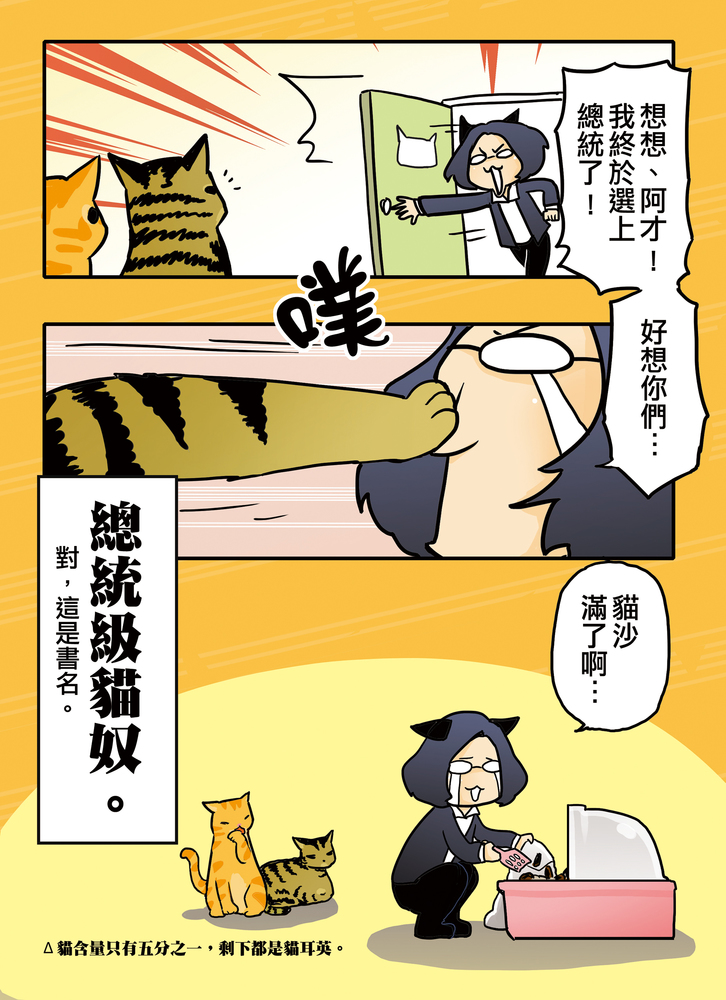 想想、阿才！
我終於選上
總統了！
好想你們…
噗
總統級貓奴。
對，這是書名。
貓沙
滿了啊…
△貓含量只有五分之一，剩下都是貓耳英。